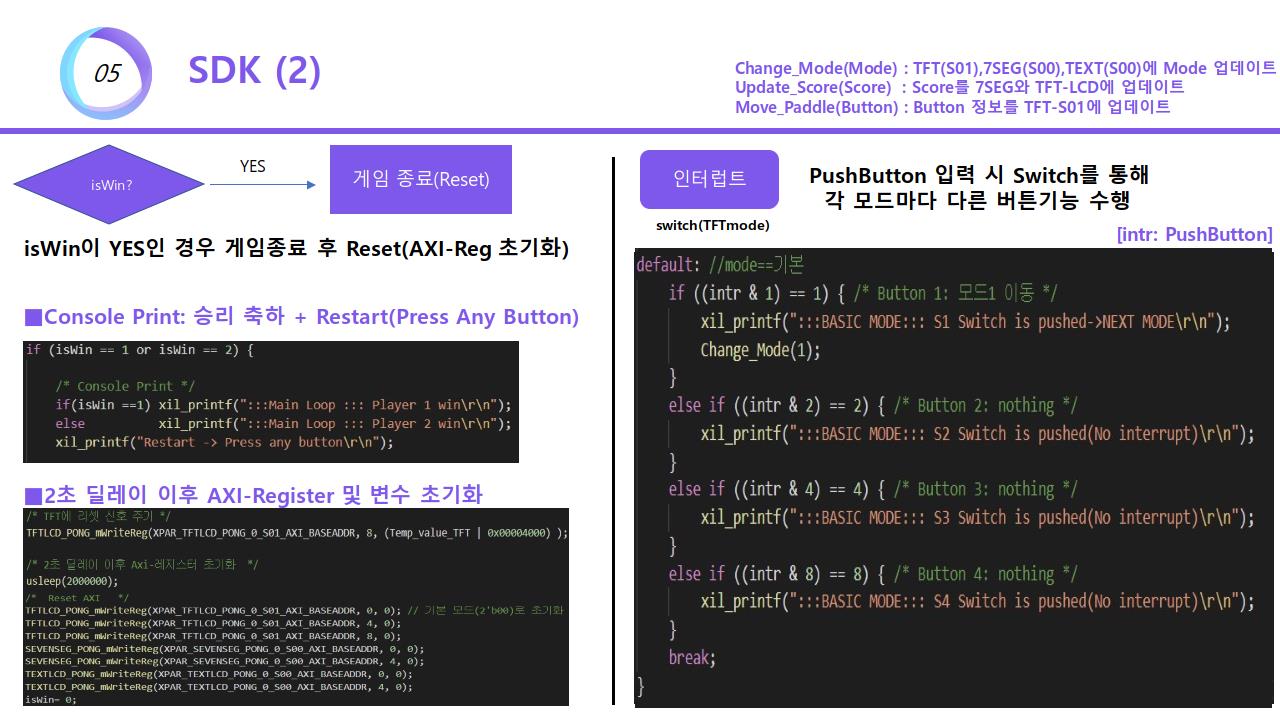 05
SDK (2)
Change_Mode(Mode) : TFT(S01),7SEG(S00),TEXT(S00)에 Mode 업데이트
Update_Score(Score) : Score를 7SEG와 TFT-LCD에 업데이트
Move_Paddle(Button) : Button 정보를 TFT-S01에 업데이트
isWin?
YES
게임 종료(Reset)
isWin이 YES인 경우 게임종료 후 Reset(AXI-Reg 초기화)
■Console Print: 승리 축하 + Restart(Press Any Button)
if (isWin == 1 or isWin == 2) {
/* Console Print */
if(isWin ==1) xil_printf(":::Main Loop ::: Player 1 win\r\n");
else xil_printf(":::Main Loop ::: Player 2 win\r\n");
xil_printf("Restart -> Press any button\r\n");
■2초 딜레이 이후 AXI-Register 및 변수 초기화
/* TFT에 리셋 신호 주기 */
TFTLCD_PONG_mWriteReg(XPAR_TFTLCD_PONG_0_S01_AXI_BASEADDR, 8, (Temp_value_TFT | 0x00004000) );
/* 2초 딜레이 이후 Axi-레지스터 초기화 */
usleep(2000000);
/* Reset AXI */
TFTLCD_PONG_mWriteReg(XPAR_TFTLCD_PONG_0_S01_AXI_BASEADDR, 0, 0); // 기본 모드(2'b00)로 초기화
TFTLCD_PONG_mWriteReg(XPAR_TFTLCD_PONG_0_S01_AXI_BASEADDR, 4, 0);
TFTLCD_PONG_mWriteReg(XPAR_TFTLCD_PONG_0_S01_AXI_BASEADDR, 8, 0);
SEVENSEG_PONG_mWriteReg(XPAR_SEVENSEG_PONG_0_S00_AXI_BASEADDR, 0, 0);
SEVENSEG_PONG_mWriteReg(XPAR_SEVENSEG_PONG_0_S00_AXI_BASEADDR, 4, 0);
TEXTLCD_PONG_mWriteReg(XPAR_TEXTLCD_PONG_0_S00_AXI_BASEADDR, 0, 0);
TEXTLCD_PONG_mWriteReg(XPAR_TEXTLCD_PONG_0_S00_AXI_BASEADDR, 4, 0);
isWin= 0;
인터럽트
PushButton 입력 시 Switch를 통해
각 모드마다 다른 버튼기능 수행
switch(TFTmode)
[intr: PushButton]
default: //mode==기본
if ((intr & 1) == 1) { /* Button 1: 모드1 이동 */
xil_printf(":::BASIC MODE::: S1 Switch is pushed->NEXT MODE\r\n");
Change_Mode(1);
}
else if ((intr & 2) == 2) { /* Button 2: nothing */
xil_printf(":::BASIC MODE::: S2 Switch is pushed(No interrupt)\r\n");
}
else if ((intr & 4) == 4) { /* Button 3: nothing */
xil_printf(":::BASIC MODE::: S3 Switch is pushed(No interrupt)\r\n");
}
else if ((intr & 8) == 8) { /* Button 4: nothing */
xil_printf(":::BASIC MODE::: S4 Switch is pushed(No interrupt)\r\n");
}
break;
}